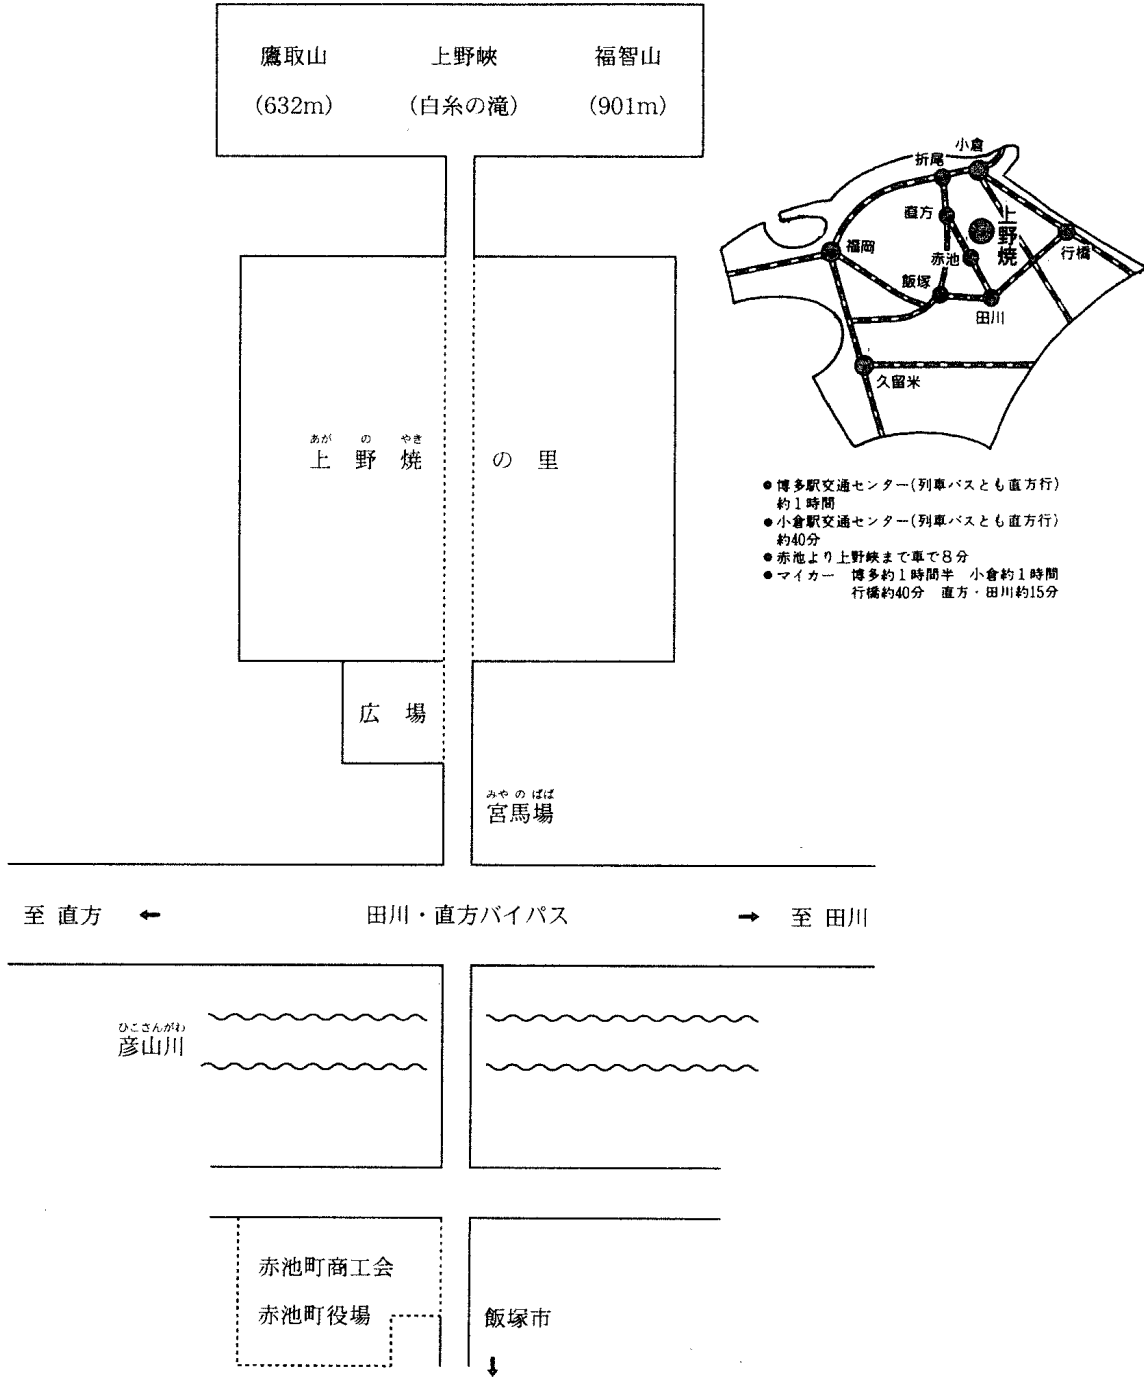 鷹取山　上野峡　福智山
(632m)　(白糸の滝)　(901m)
小倉
折尾
直方
上野焼
福岡
赤池
行橋
飯塚
田川
久留米
あがのやき
上野焼の里
●博多駅交通センター(列車バスとも直方行)
約1時間
●小倉駅交通センター(列車バスとも直方行)
約40分
●赤池より上野峡まで車で8分
●マイカー　博多約1時間半　小倉約1時間
行橋約40分　直方・田川約15分
広場
みやのばば
宮馬場
至 直方　←　田川・直方バイパス　→　至 田川
ひこさんがわ
彦山川
赤池町商工会
赤池町役場
飯塚市
↓